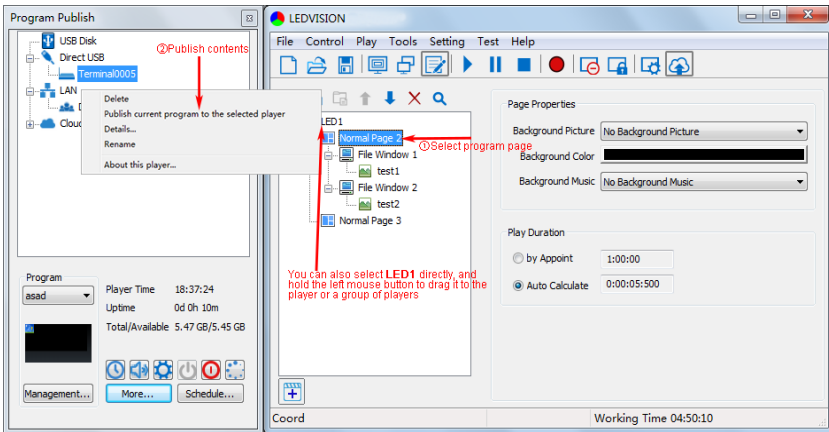 Program Publish
USB Disk
②Publish contents
Direct USB
Terminal0005
LAN
Delete
Publish current program to the selected player
Details...
Rename
About this player...
Program
asad
Player Time 18:37:24
Uptime 0d 0h 10m
Total/Available 5.47 GB/5.45 GB
Management... More... Schedule...
LEDVISION
File Control Play Tools Setting Test Help
LED1
Normal Page 2
①Select program page
File Window 1
test1
File Window 2
test2
Normal Page 3
You can also select LED1 directly, and
hold the left mouse button to drag it to the
player or a group of players
Page Properties
Background Picture No Background Picture
Background Color
Background Music No Background Music
Play Duration
by Appoint 1:00:00
Auto Calculate 0:00:05:500
Coord Working Time 04:50:10